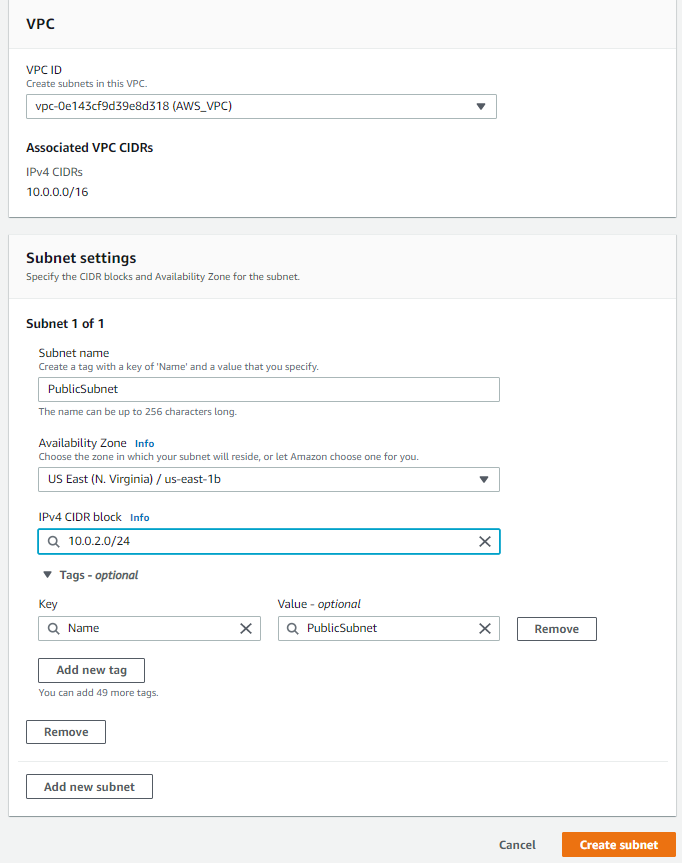 VPC
VPC ID
Create subnets in this VPC.
vpc-0e143cf9d39e8d318 (AWS_VPC)
Associated VPC CIDRs
IPv4 CIDRs
10.0.0.0/16
Subnet settings
Specify the CIDR blocks and Availability Zone for the subnet.
Subnet 1 of 1
Subnet name
Create a tag with a key of 'Name' and a value that you specify.
PublicSubnet
The name can be up to 256 characters long.
Availability Zone Info
Choose the zone in which your subnet will reside, or let Amazon choose one for you.
US East (N. Virginia) / us-east-1b
IPv4 CIDR block Info
10.0.2.0/24
Tags - optional
Key Value - optional
Name PublicSubnet Remove
Add new tag
You can add 49 more tags.
Remove
Add new subnet
Cancel Create subnet